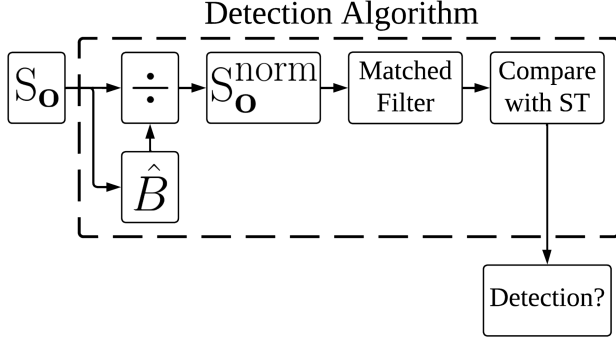 Detection Algorithm
S_O
÷
S_O^norm
Matched
Filter
Compare
with ST
B̂
Detection?